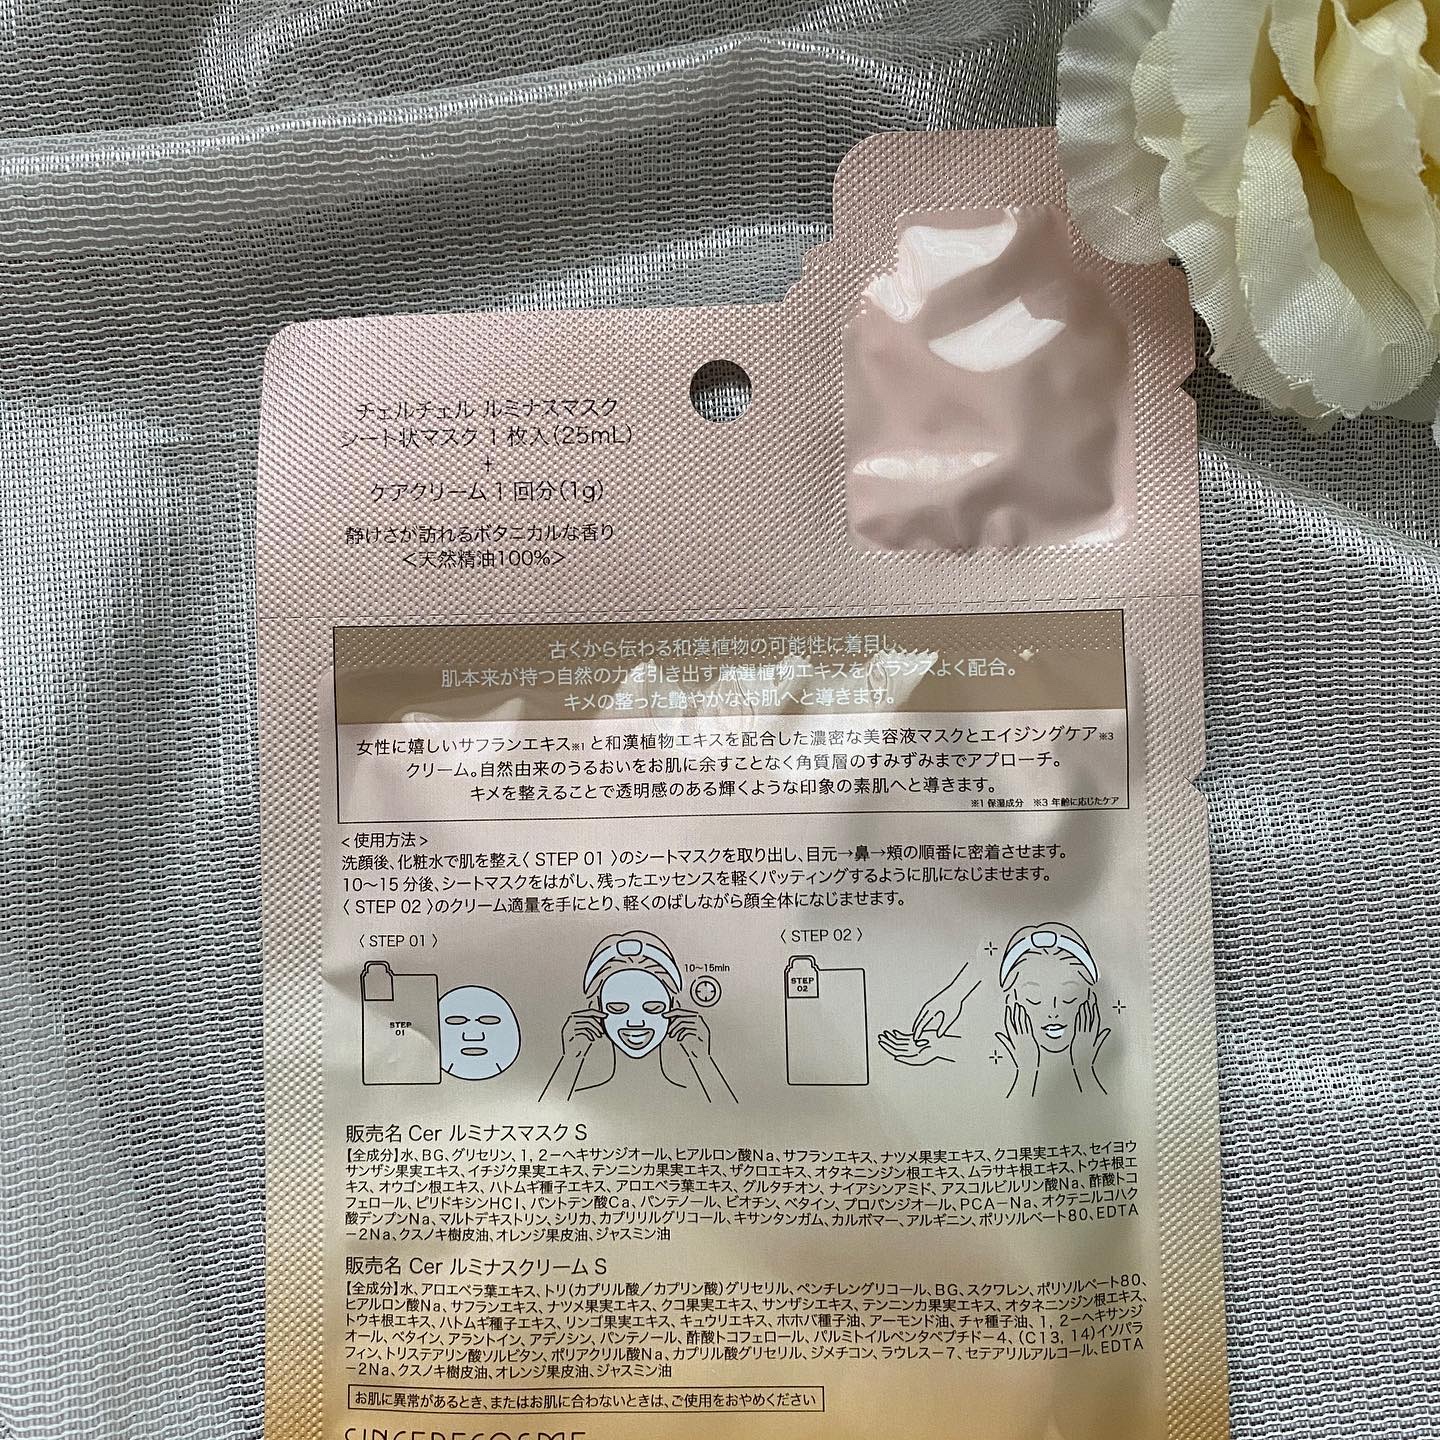 チェルチェル ルミナスマスク
シート状マスク 1 枚入(25mL)
+
ケアクリーム 1 回分(1g)
静けさが訪れるボタニカルな香り
<天然精油100%>
古くから伝わる和漢植物の可能性に着目し、
肌本来が持つ自然の力を引き出す厳選植物エキスをバランスよく配合。
キメの整った艶やかなお肌へと導きます。
女性に嬉しいサフランエキス※1 と和漢植物エキスを配合した濃密な美容液マスクとエイジングケア※3
クリーム。自然由来のうるおいをお肌に余すことなく角質層のすみずみまでアプローチ。
キメを整えることで透明感のある輝くような印象の素肌へと導きます。
※1 保湿成分 ※3 年齢に応じたケア
<使用方法>
洗顔後、化粧水で肌を整え〈 STEP 01 〉のシートマスクを取り出し、目元→鼻→頬の順番に密着させます。
10〜15 分後、シートマスクをはがし、残ったエッセンスを軽くパッティングするように肌になじませます。
〈 STEP 02 〉のクリーム適量を手にとり、軽くのばしながら顔全体になじませます。
〈 STEP 01 〉
〈 STEP 02 〉
10〜15min
STEP
01
STEP
02
販売名 Cer ルミナスマスク S
【全成分】水、BG、グリセリン、1,2－ヘキサンジオール、ヒアルロン酸Na、サフランエキス、ナツメ果実エキス、クコ果実エキス、セイヨウ
サンザシ果実エキス、イチジク果実エキス、テンニンカ果実エキス、ザクロエキス、オタネニンジン根エキス、ムラサキ根エキス、トウキ根エ
キス、オウゴン根エキス、ハトムギ種子エキス、アロエベラ葉エキス、グルタチオン、ナイアシンアミド、アスコルビルリン酸Na、酢酸トコ
フェロール、ピリドキシンHCl、パントテン酸Ca、パンテノール、ビオチン、ベタイン、プロパンジオール、PCA－Na、オクテニルコハク
酸デンプンNa、マルトデキストリン、シリカ、カプリリルグリコール、キサンタンガム、カルボマー、アルギニン、ポリソルベート80、EDTA
－2Na、クスノキ樹皮油、オレンジ果皮油、ジャスミン油
販売名 Cer ルミナスクリーム S
【全成分】水、アロエベラ葉エキス、トリ(カプリル酸／カプリン酸)グリセリル、ペンチレングリコール、BG、スクワレン、ポリソルベート80、
ヒアルロン酸Na、サフランエキス、ナツメ果実エキス、クコ果実エキス、サンザシエキス、テンニンカ果実エキス、オタネニンジン根エキス、
トウキ根エキス、ハトムギ種子エキス、リンゴ果実エキス、キュウリエキス、ホホバ種子油、アーモンド油、チャ種子油、1,2－ヘキサンジ
オール、ベタイン、アラントイン、アデノシン、パンテノール、酢酸トコフェロール、パルミトイルペンタペプチド－4、(C13,14)イソパラ
フィン、トリステアリン酸ソルビタン、ポリアクリル酸Na、カプリル酸グリセリル、ジメチコン、ラウレス－7、セテアリルアルコール、EDTA
－2Na、クスノキ樹皮油、オレンジ果皮油、ジャスミン油
お肌に異常があるとき、またはお肌に合わないときは、ご使用をおやめください
SINCERECOSME